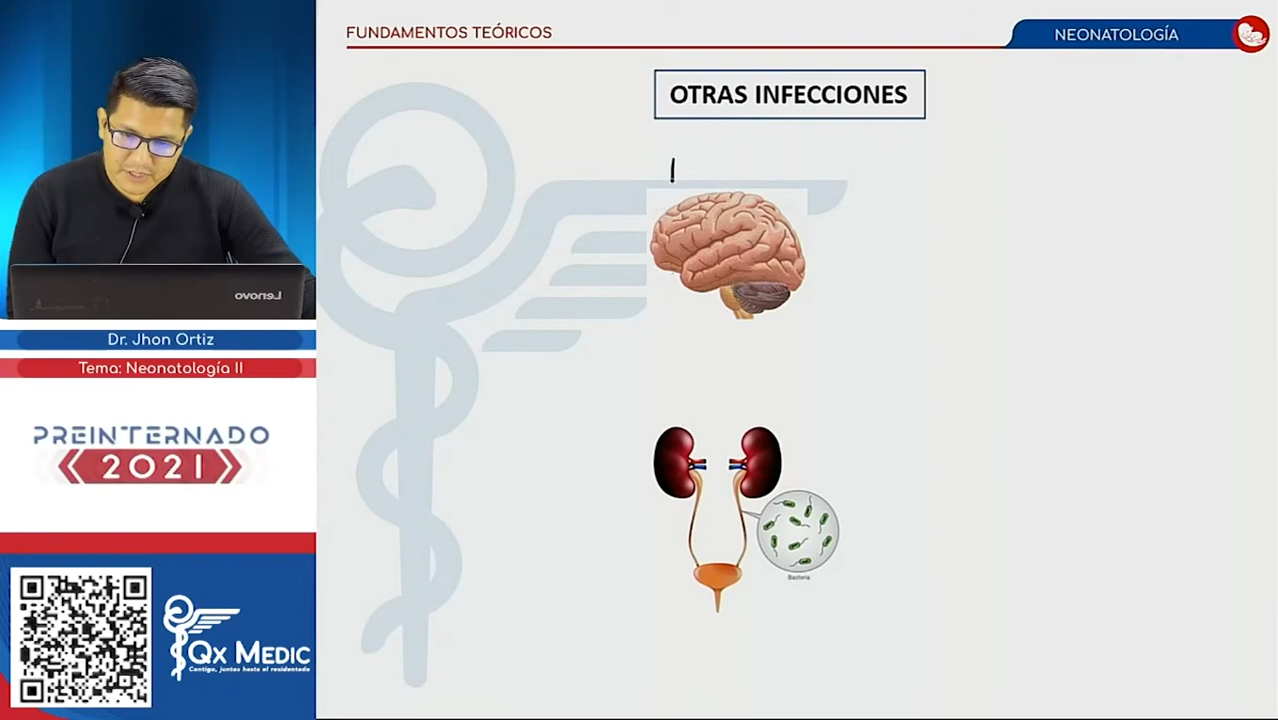 FUNDAMENTOS TEÓRICOS
NEONATOLOGÍA
OTRAS INFECCIONES
Lenovo
Dr. Jhon Ortiz
Tema: Neonatología II
PREINTERNADO
2021
Bacteria
Qx MEDIC
Contigo, juntos hasta el residentado